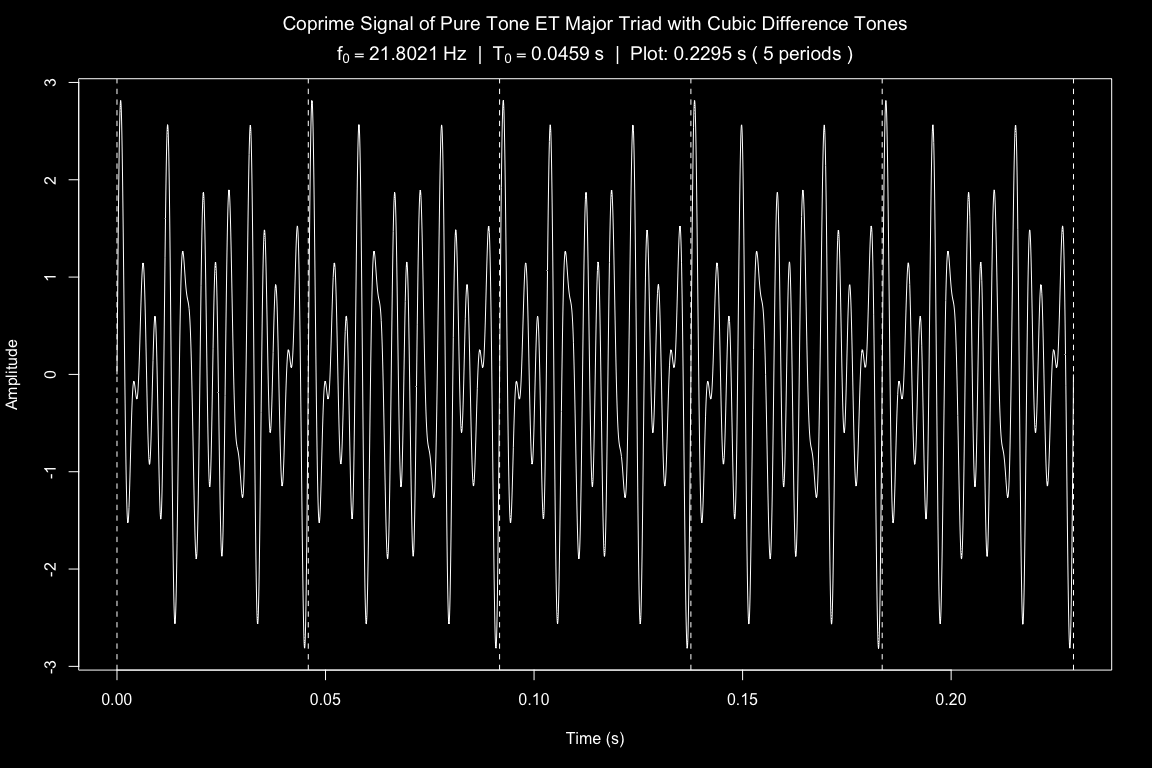 Coprime Signal of Pure Tone ET Major Triad with Cubic Difference Tones
f₀ = 21.8021 Hz | T₀ = 0.0459 s | Plot: 0.2295 s ( 5 periods )
3
2
1
0
-1
-2
-3
Amplitude
0.00 0.05 0.10 0.15 0.20
Time (s)